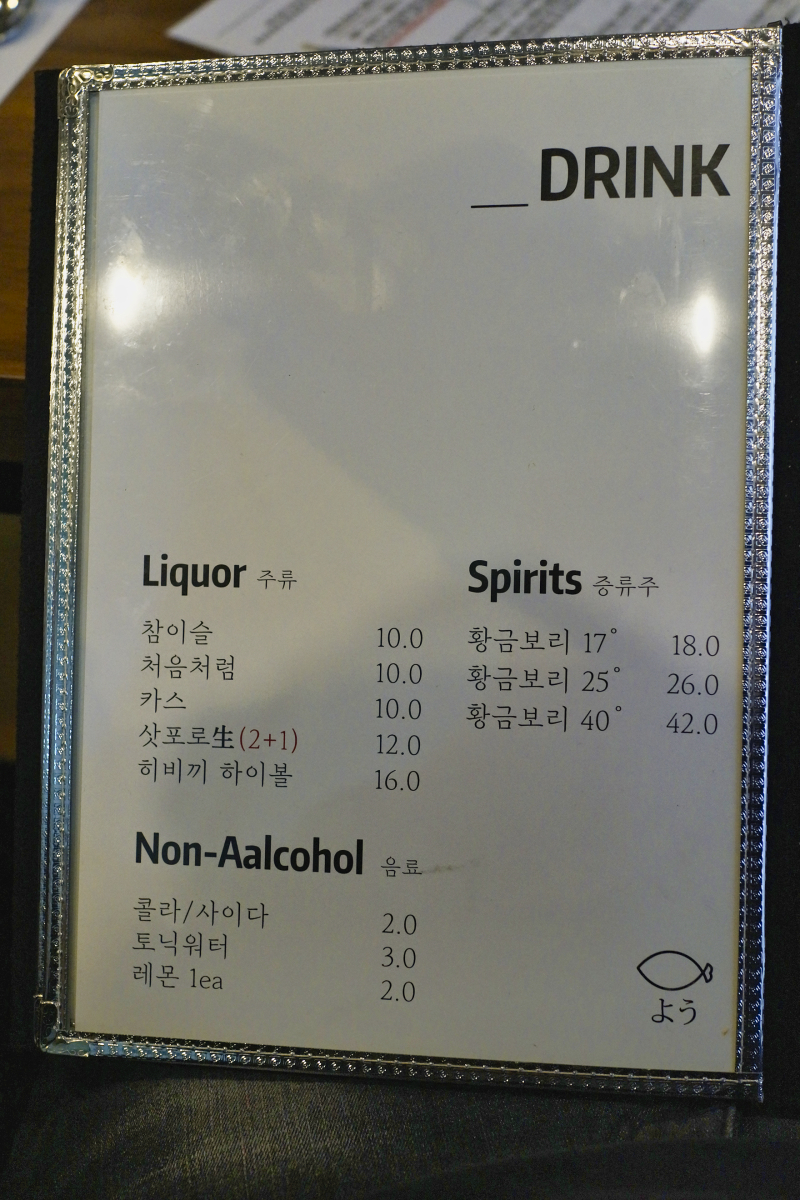 __ DRINK
Liquor 주류
참이슬 10.0
처음처럼 10.0
카스 10.0
삿포로生(2+1) 12.0
히비끼 하이볼 16.0
Spirits 증류주
황금보리 17° 18.0
황금보리 25° 26.0
황금보리 40° 42.0
Non-Aalcohol 음료
콜라/사이다 2.0
토닉워터 3.0
레몬 1ea 2.0
よう